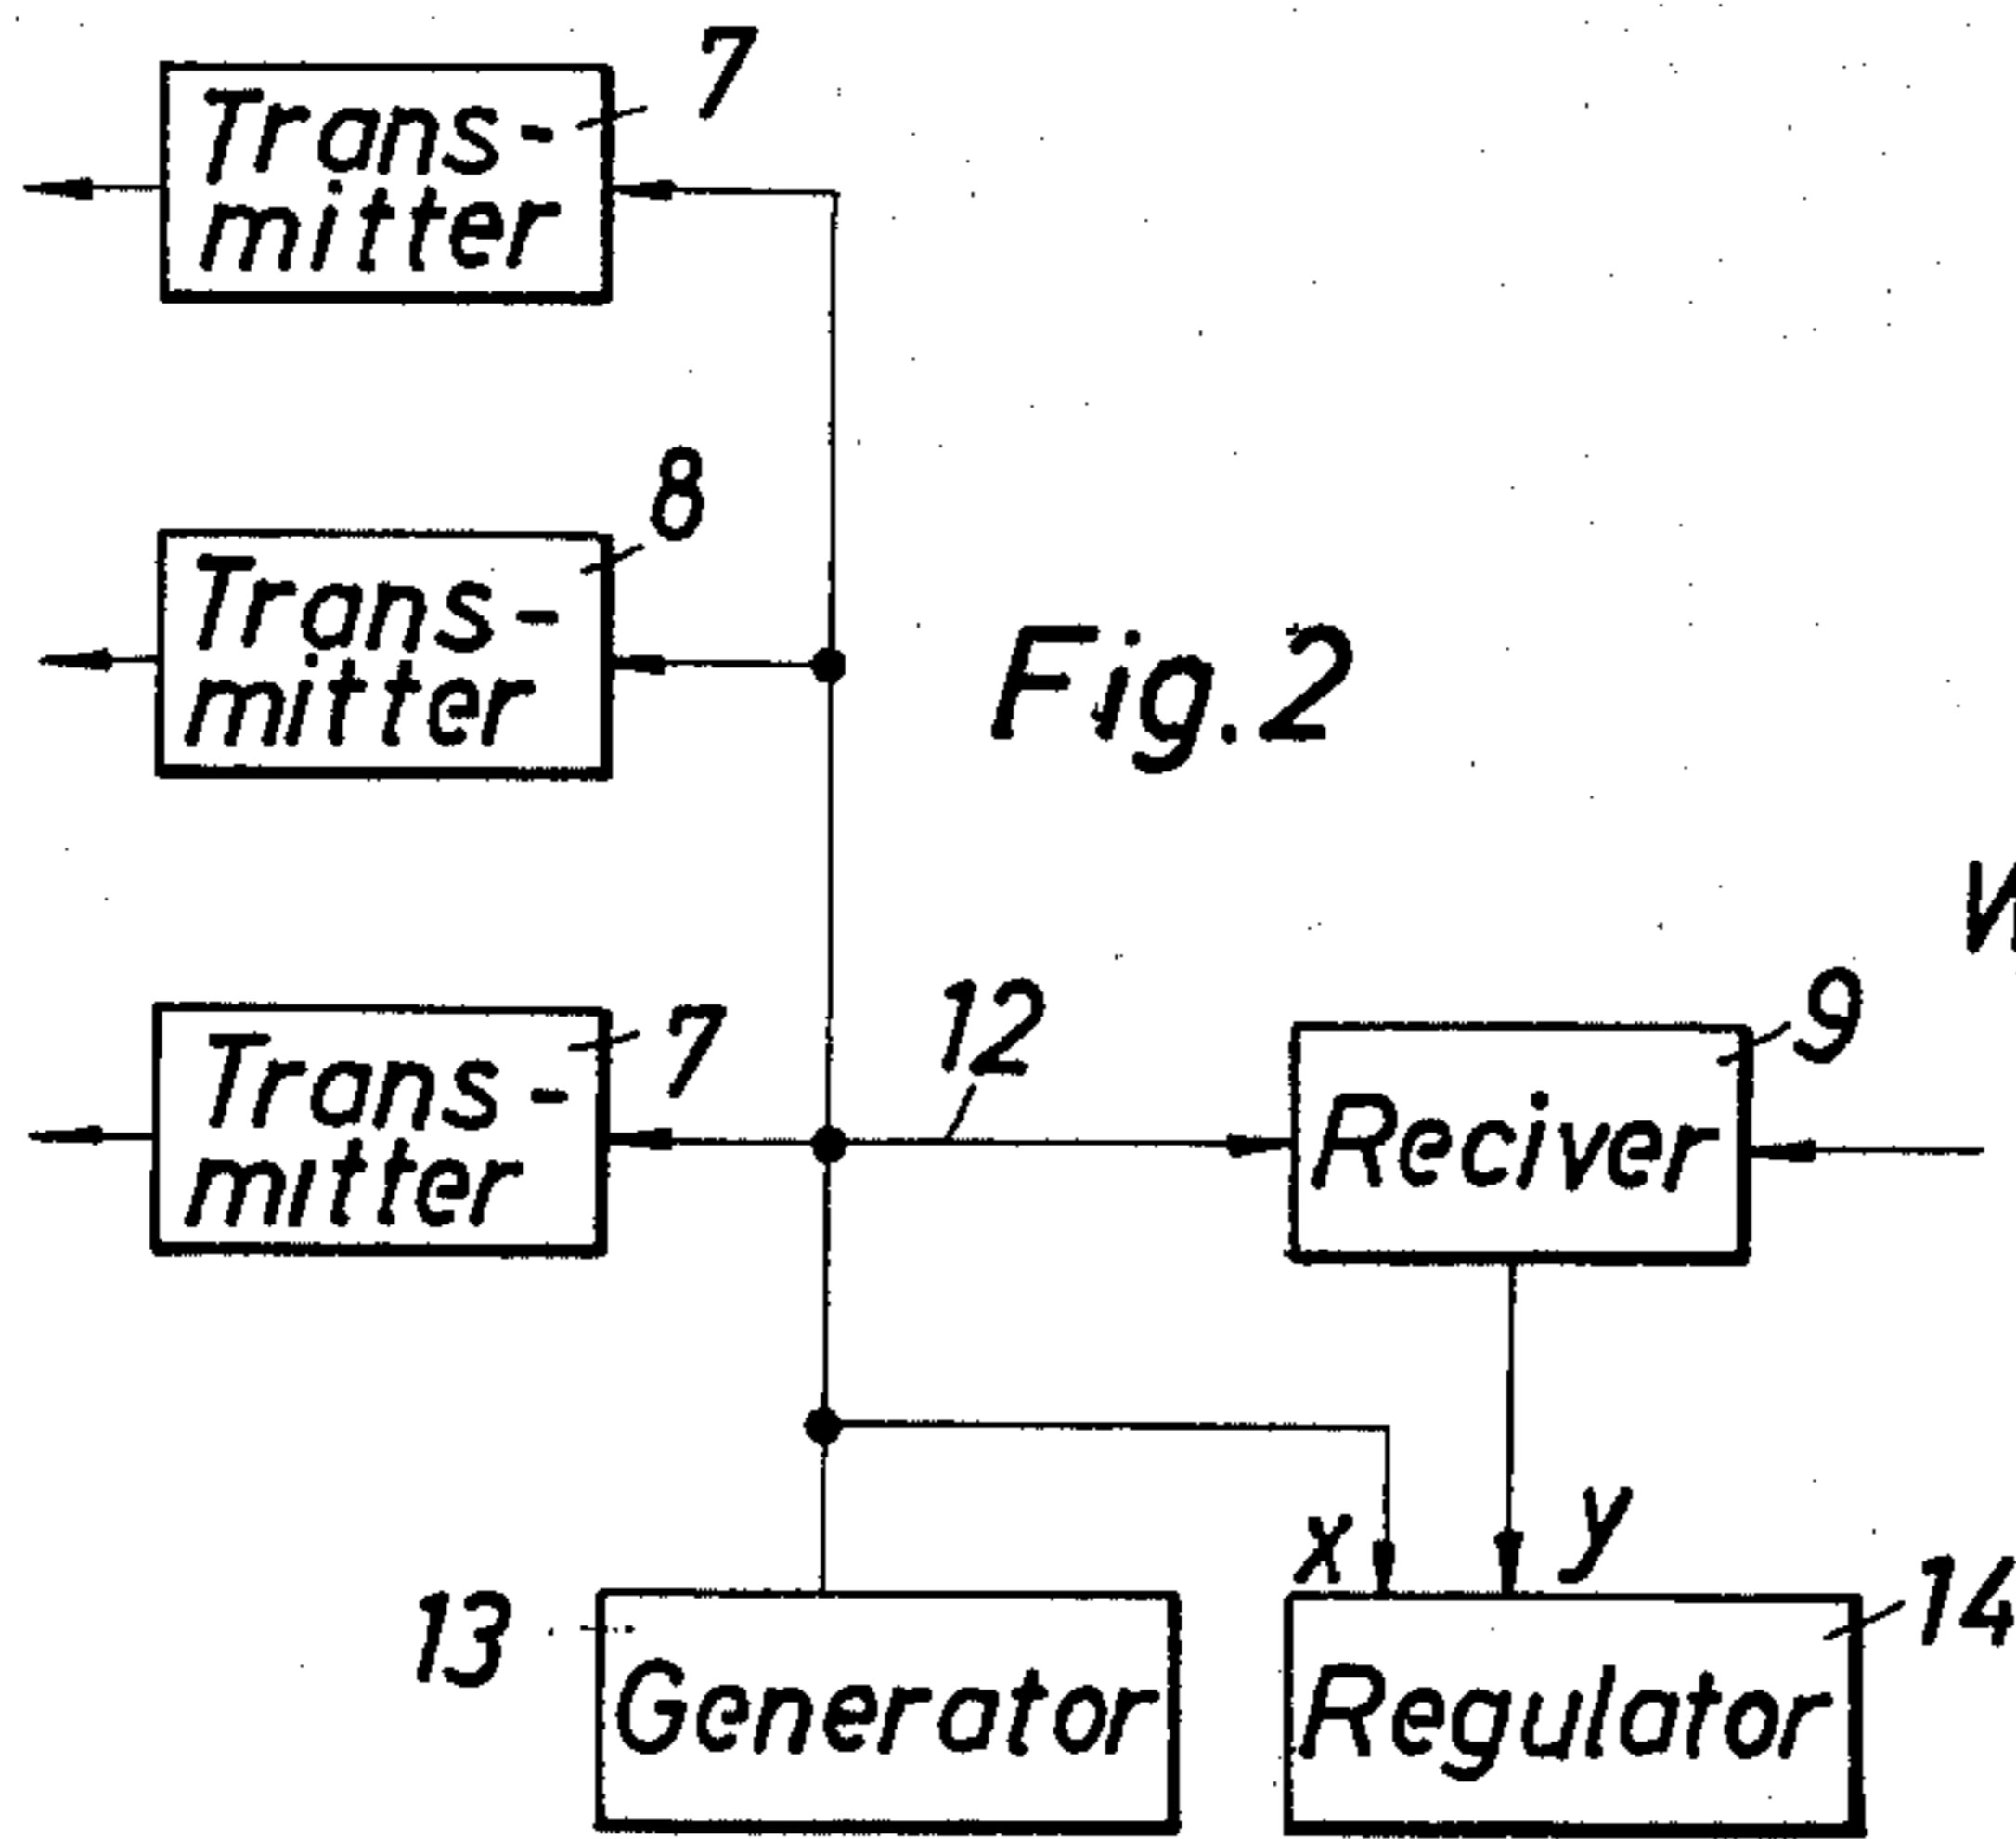 7
Trans-
mitter
8
Trans-
mitter
Fig.2
7
Trans-
mitter
12
9
Reciver
x
y
13
Generator
14
Regulator